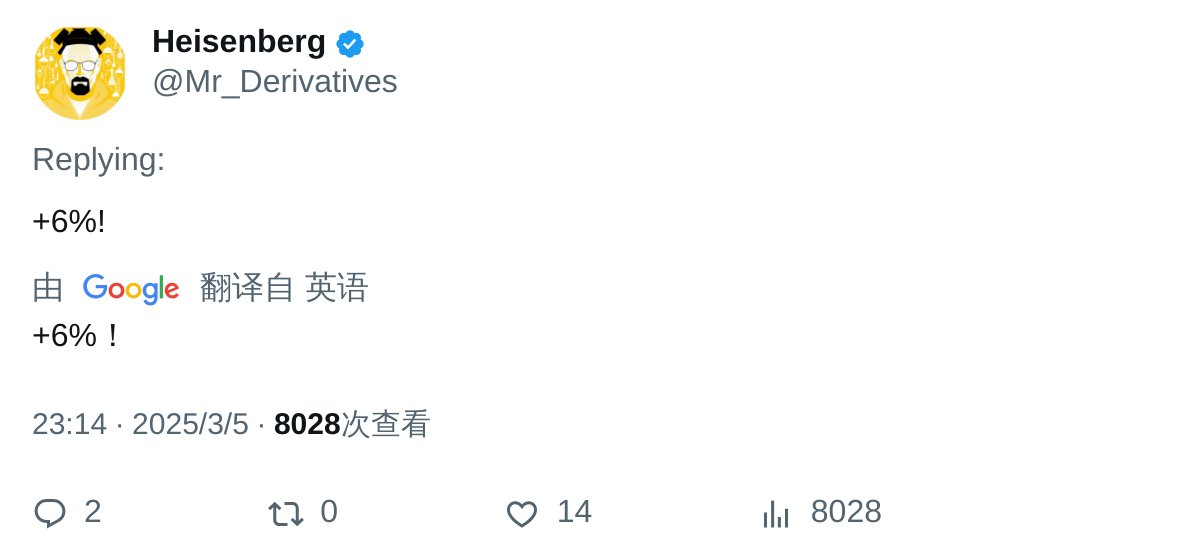 Heisenberg
@Mr_Derivatives
Replying:
+6%!
由 Google 翻译自 英语
+6%！
23:14 · 2025/3/5 · 8028次查看
2 0 14 8028